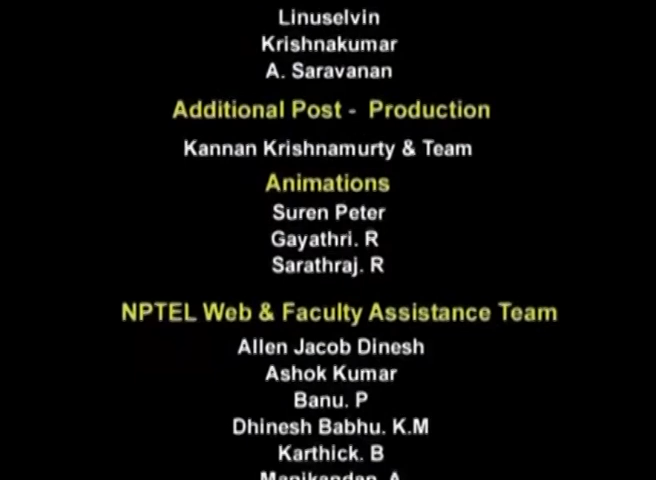 Linuselvin
Krishnakumar
A. Saravanan
Additional Post - Production
Kannan Krishnamurty & Team
Animations
Suren Peter
Gayathri. R
Sarathraj. R
NPTEL Web & Faculty Assistance Team
Allen Jacob Dinesh
Ashok Kumar
Banu. P
Dhinesh Babhu. K.M
Karthick. B
Manikandan. A